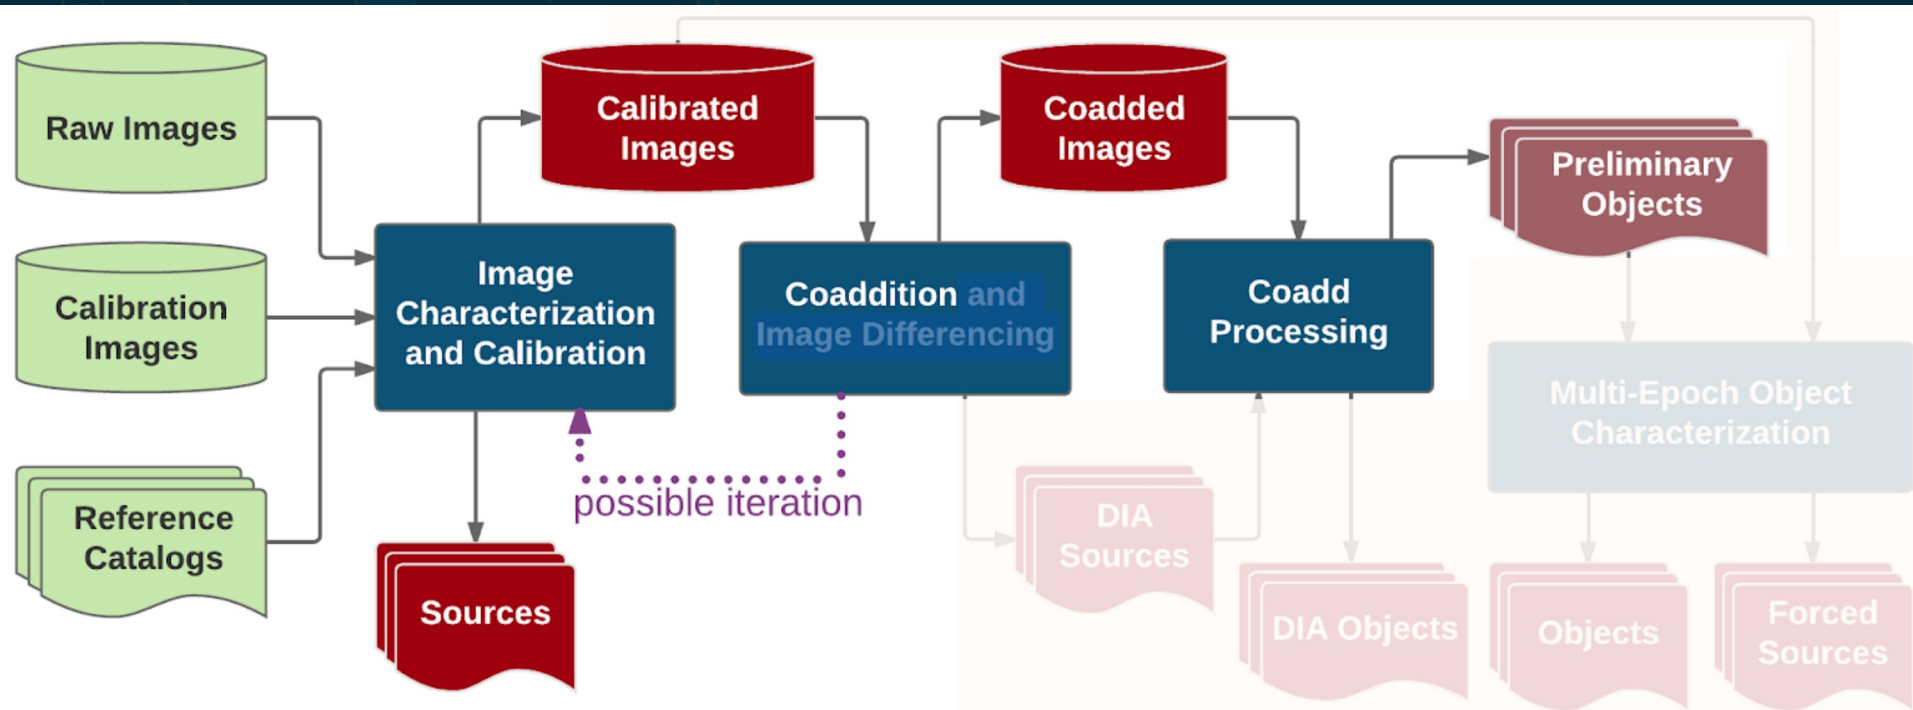 Raw Images
Calibration
Images
Reference
Catalogs
Image
Characterization
and Calibration
Sources
Calibrated
Images
Coaddition and
Image Differencing
possible iteration
Coadded
Images
Coadd
Processing
DIA
Sources
DIA Objects
Preliminary
Objects
Multi-Epoch Object
Characterization
Objects
Forced
Sources